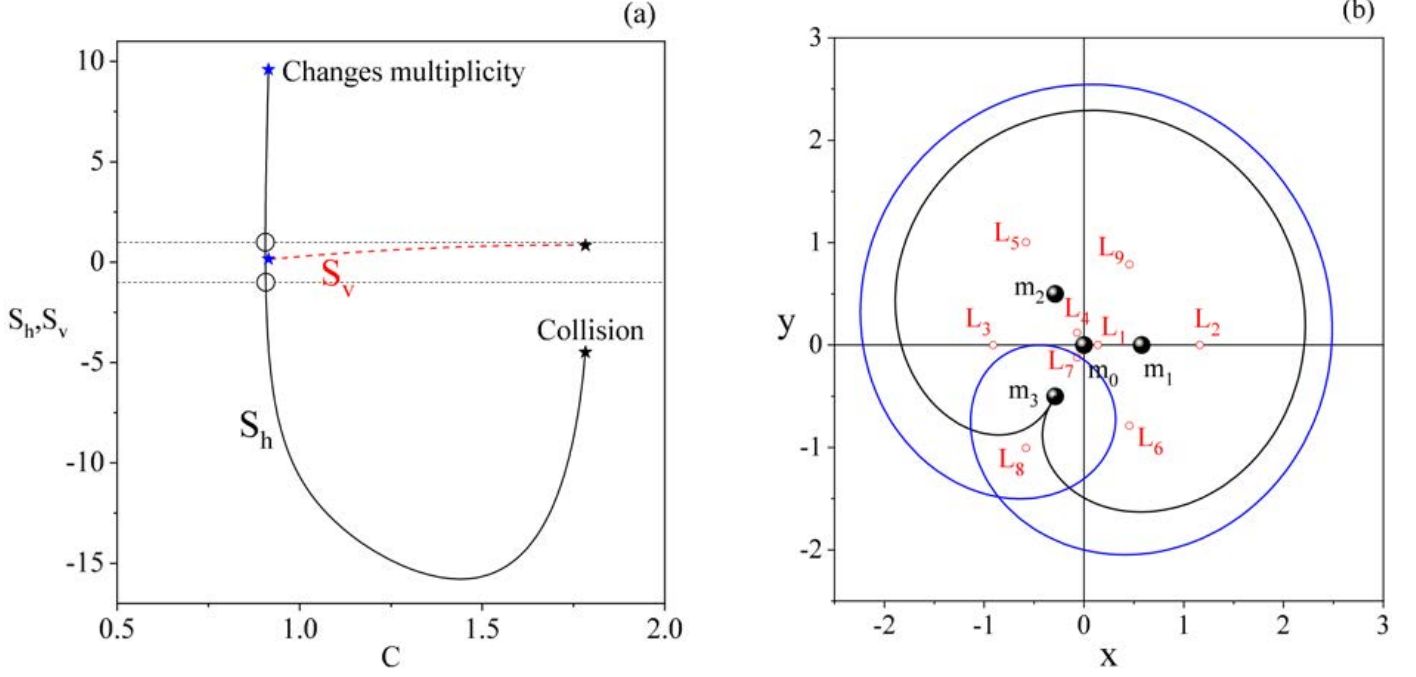 (a)
10
5
0
-5
-10
-15
S_h,S_v
Changes multiplicity
S_v
Collision
S_h
0.5
1.0
1.5
2.0
C
(b)
3
2
1
0
-1
-2
y
L_5
L_9
m_2
L_4
L_3
L_1
L_2
L_7
m_0
m_1
m_3
L_6
L_8
-2
-1
0
1
2
3
x